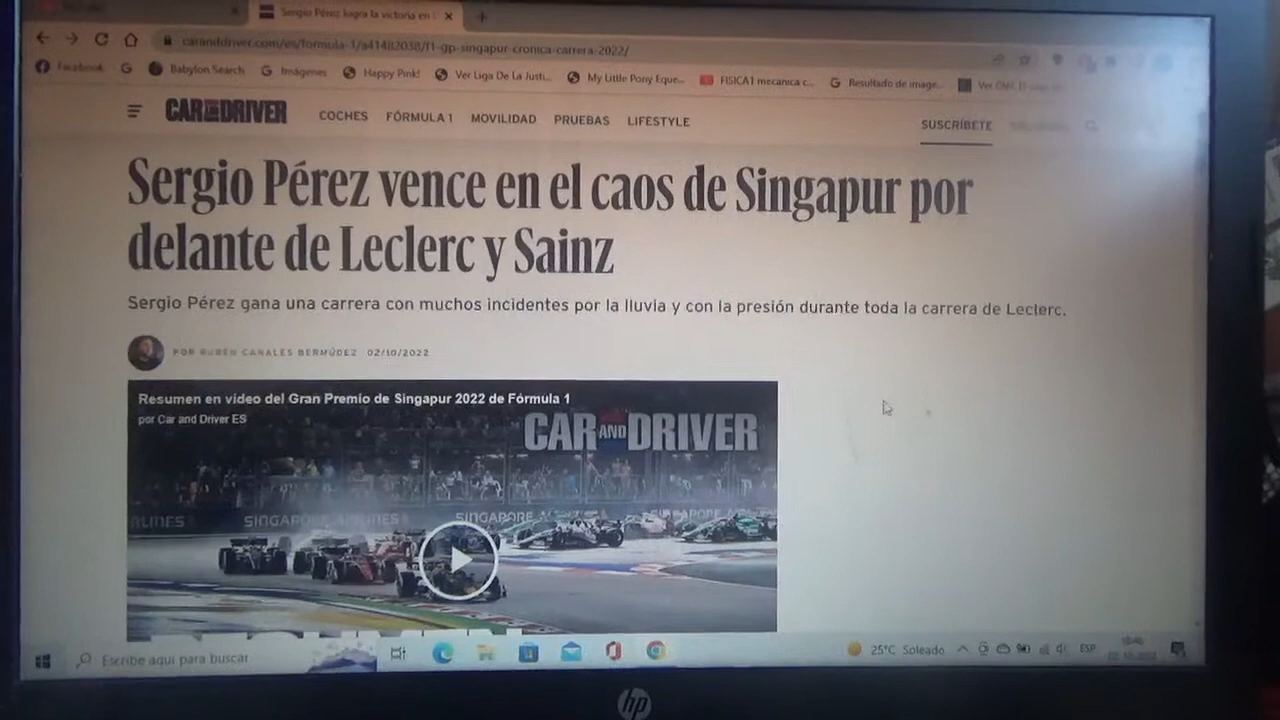 Sergio Pérez logra la victoria en
caranddriver.com/es/formula-1/a41482038/f1-gp-singapur-cronica-carrera-2022/
Facebook
Babylon Search
Imágenes
Happy Pink!
Ver Liga De La Justi...
My Little Pony Eque...
FISICA1 mecanica c...
Resultado de image...
CAR AND DRIVER
COCHES
FÓRMULA 1
MOVILIDAD
PRUEBAS
LIFESTYLE
SUSCRÍBETE
Sergio Pérez vence en el caos de Singapur por
delante de Leclerc y Sainz
Sergio Pérez gana una carrera con muchos incidentes por la lluvia y con la presión durante toda la carrera de Leclerc.
POR RUBÉN CANALES BERMÚDEZ 02/10/2022
Resumen en video del Gran Premio de Singapur 2022 de Fórmula 1
por Car and Driver ES
CAR AND DRIVER
SINGAPORE AIRLINES
SINGAPORE
Escribe aquí para buscar
25°C Soleado
ESP
hp